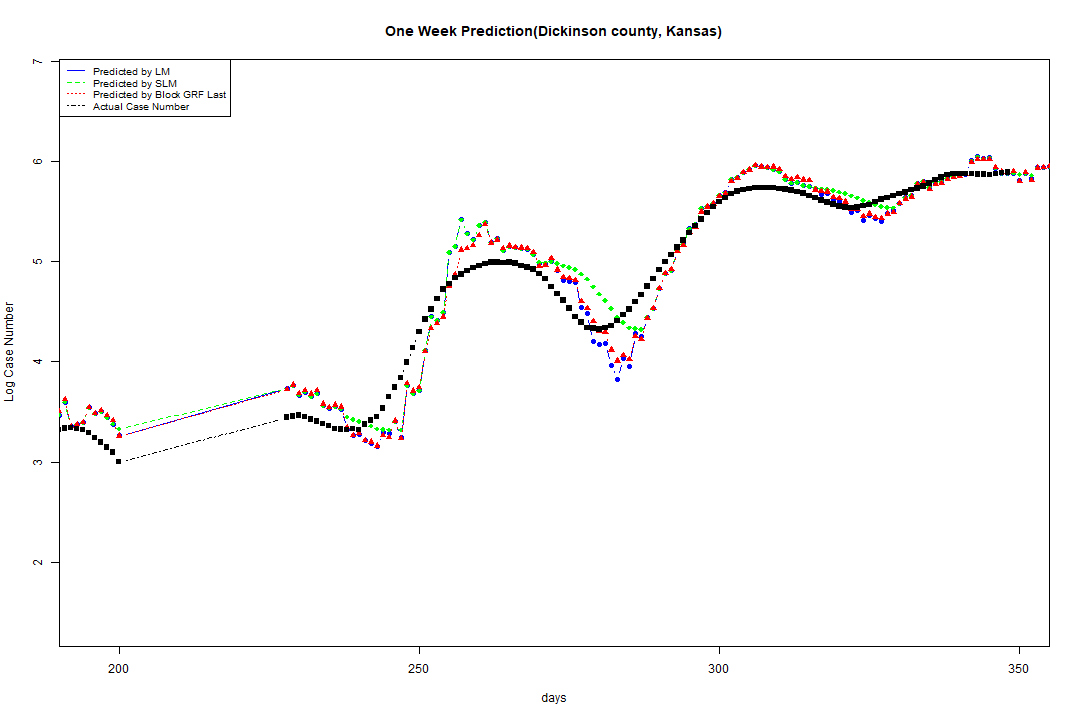 One Week Prediction(Dickinson county, Kansas)
Predicted by LM
Predicted by SLM
Predicted by Block GRF Last
Actual Case Number
7
6
5
4
3
2
Log Case Number
200
250
300
350
days